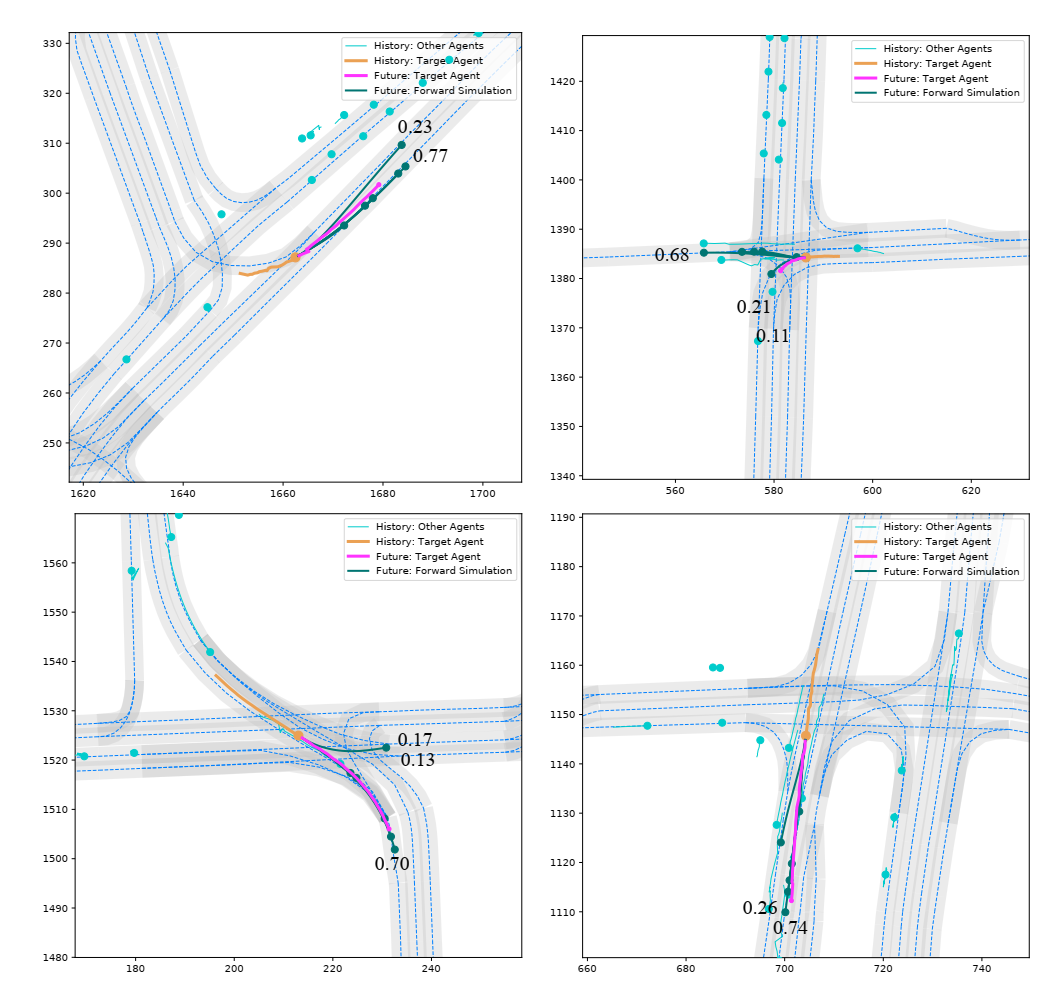 History: Other Agents
History: Target Agent
Future: Target Agent
Future: Forward Simulation
330
320
310
300
290
280
270
260
250
1620 1640 1660 1680 1700
0.23
0.77
History: Other Agents
History: Target Agent
Future: Target Agent
Future: Forward Simulation
1420
1410
1400
1390
1380
1370
1360
1350
1340
560 580 600 620
0.68
0.21
0.11
History: Other Agents
History: Target Agent
Future: Target Agent
Future: Forward Simulation
1560
1550
1540
1530
1520
1510
1500
1490
1480
180 200 220 240
0.17
0.13
0.70
History: Other Agents
History: Target Agent
Future: Target Agent
Future: Forward Simulation
1190
1180
1170
1160
1150
1140
1130
1120
1110
660 680 700 720 740
0.26
0.74